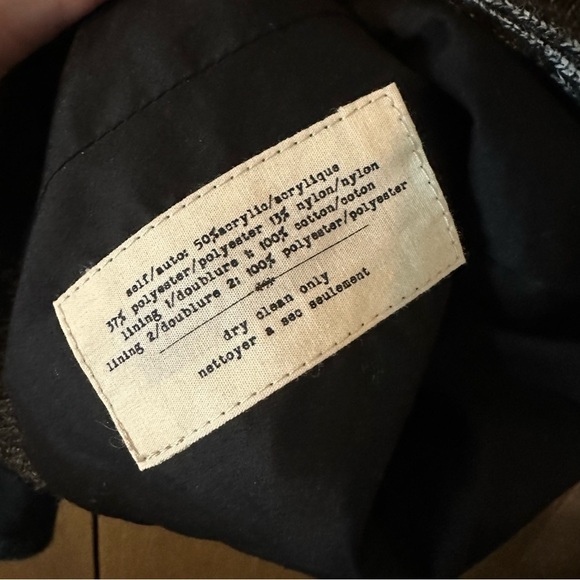 self/auto: 50%acrylic/acrylique
37% polyester/polyester 13% nylon/nylon
lining 1/doublure 1: 100% cotton/coton
lining 2/doublure 2: 100% polyester/polyester
dry clean only
nettoyer a sec seulement